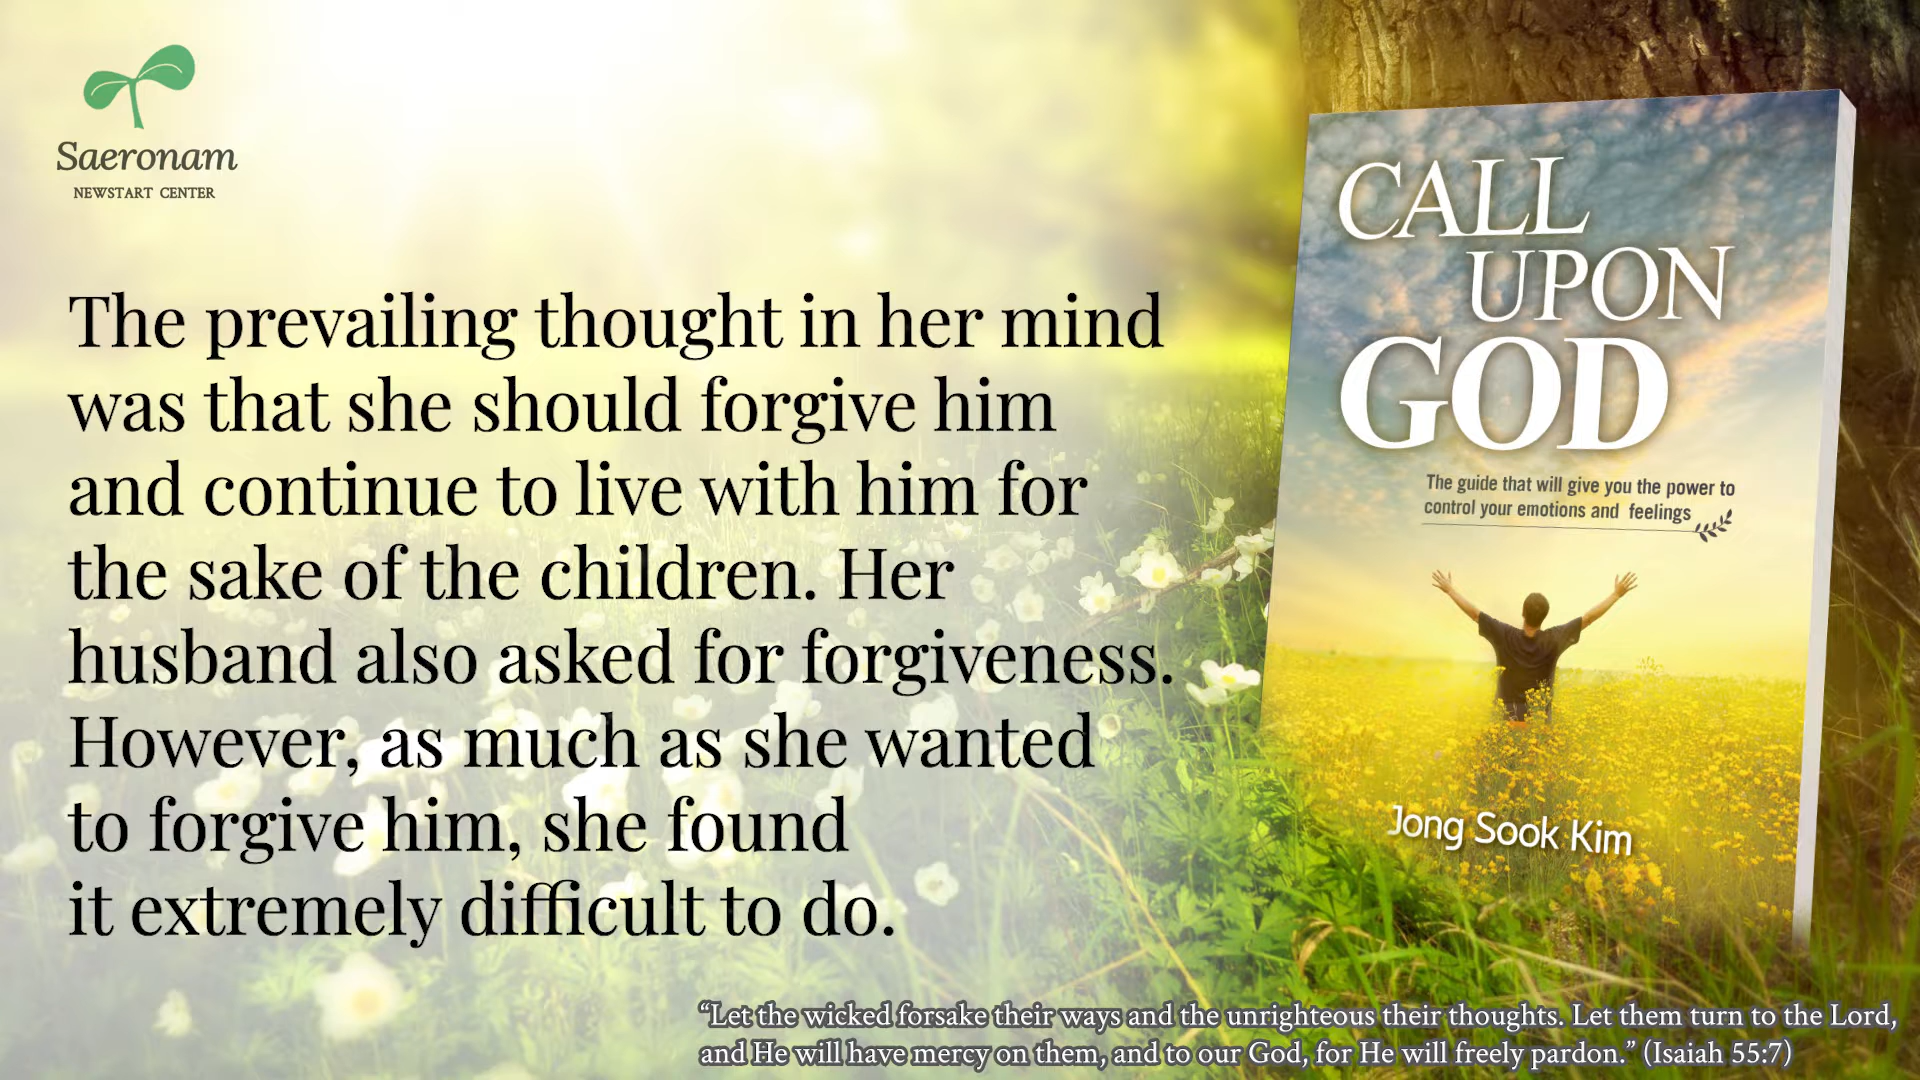 Saeronam
NEWSTART CENTER
The prevailing thought in her mind
was that she should forgive him
and continue to live with him for
the sake of the children. Her
husband also asked for forgiveness.
However, as much as she wanted
to forgive him, she found
it extremely difficult to do.
CALL
UPON
GOD
The guide that will give you the power to
control your emotions and feelings
Jong Sook Kim
“Let the wicked forsake their ways and the unrighteous their thoughts. Let them turn to the Lord,
and He will have mercy on them, and to our God, for He will freely pardon.” (Isaiah 55:7)